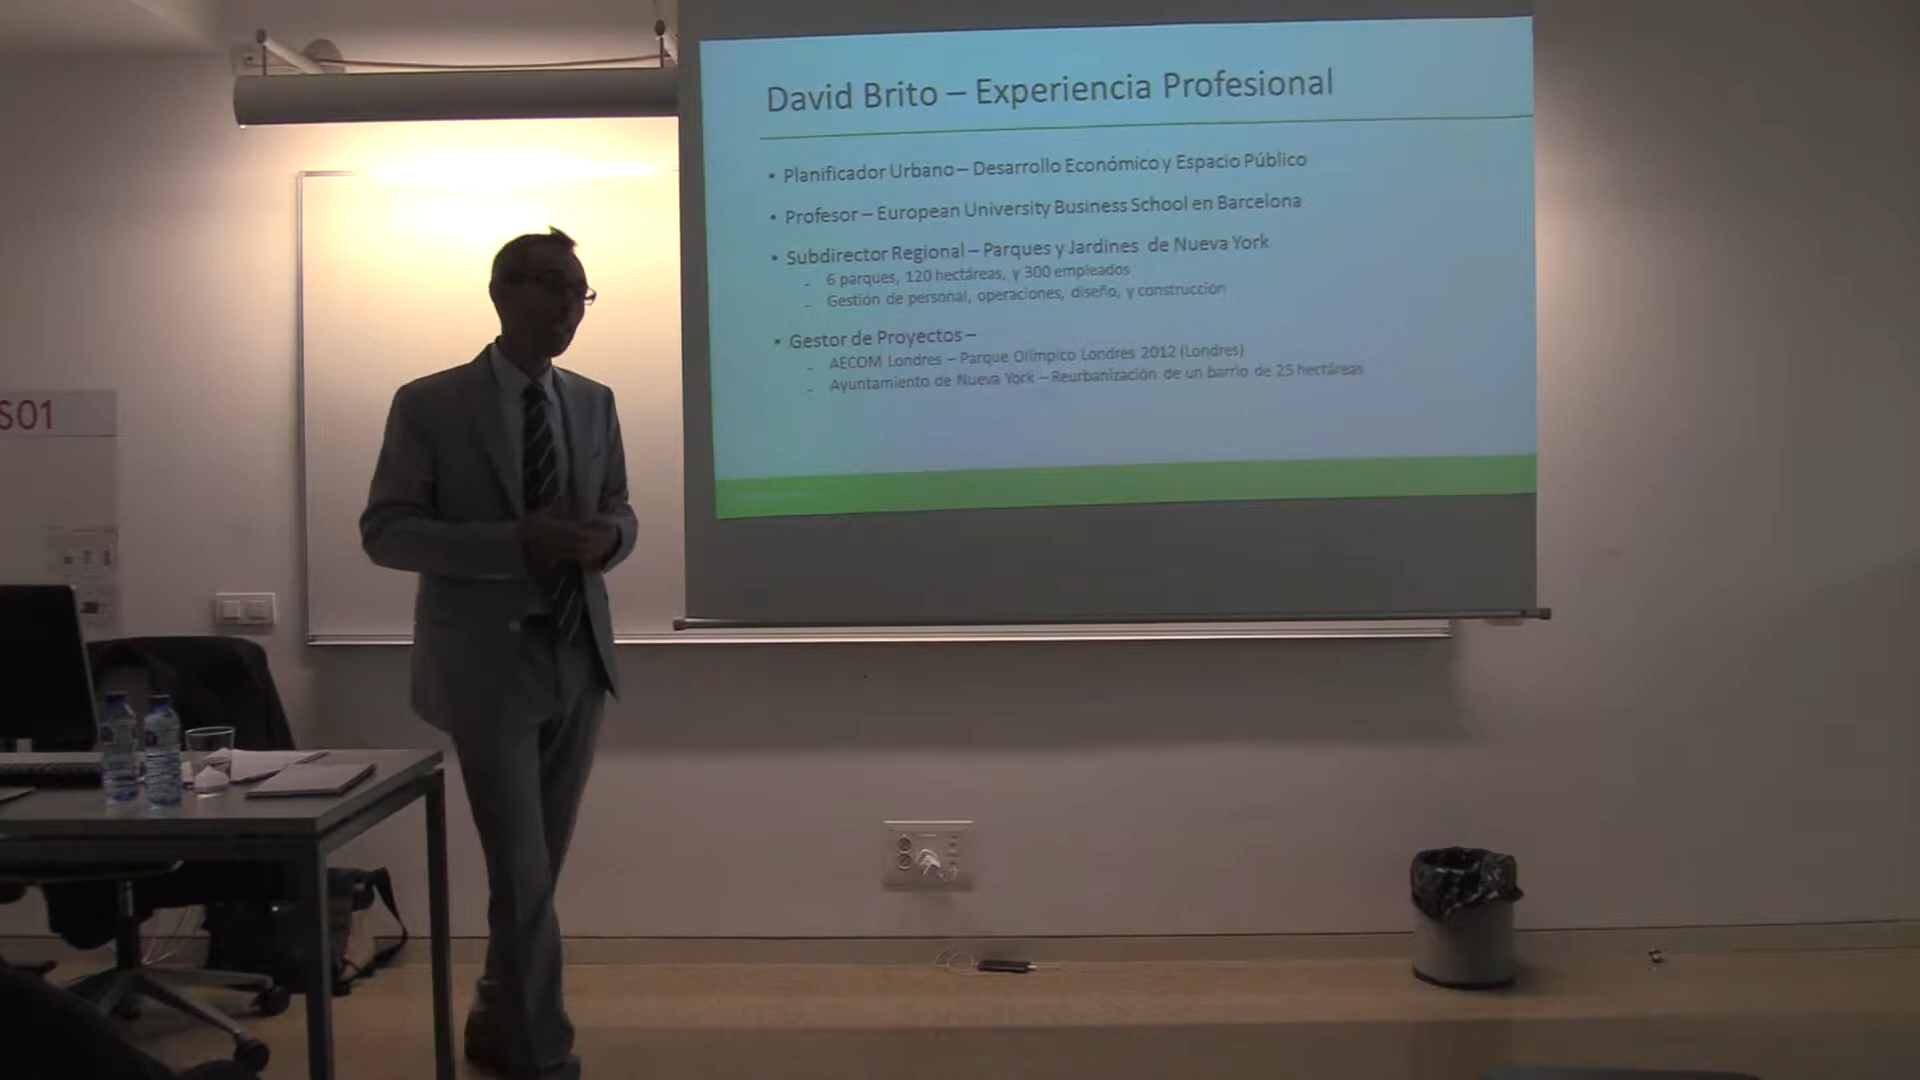 David Brito – Experiencia Profesional
• Planificador Urbano – Desarrollo Económico y Espacio Público
• Profesor – European University Business School en Barcelona
• Subdirector Regional – Parques y Jardines de Nueva York
- 6 parques, 120 hectáreas, y 300 empleados
- Gestión de personal, operaciones, diseño, y construcción
• Gestor de Proyectos –
- AECOM Londres – Parque Olímpico Londres 2012 (Londres)
- Ayuntamiento de Nueva York – Reurbanización de un barrio de 25 hectáreas
S01